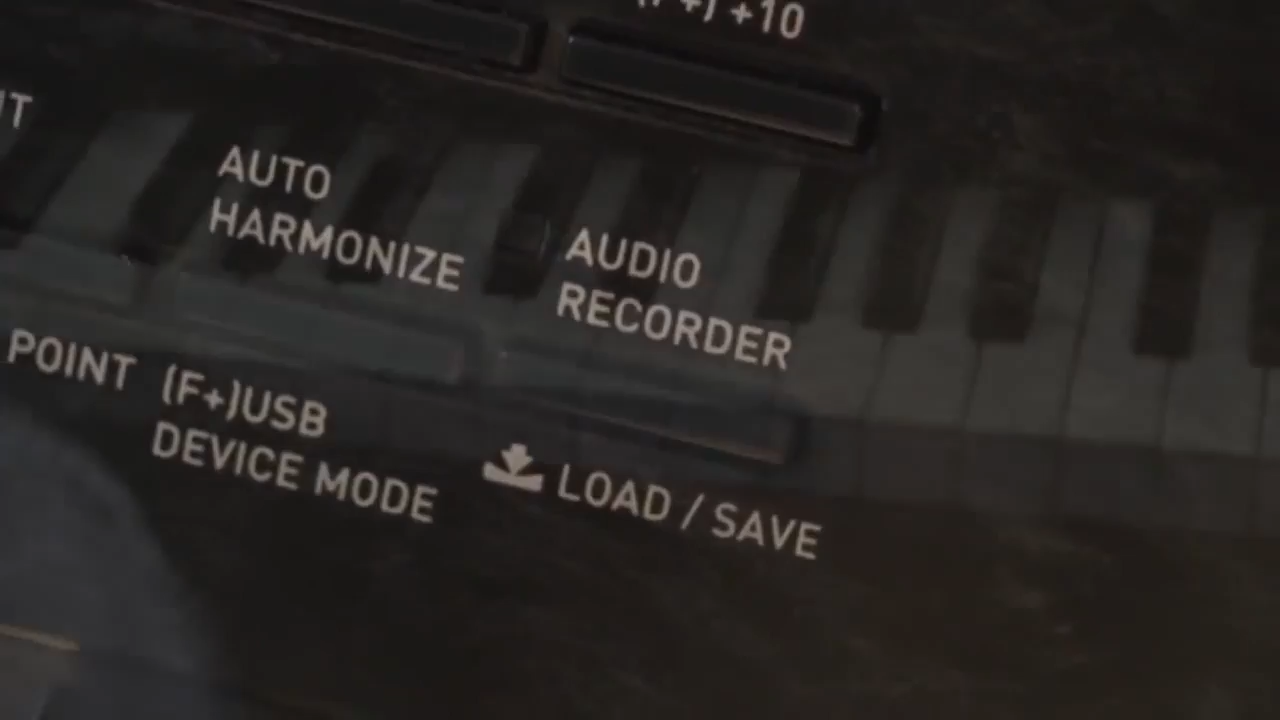 +10
AUTO
HARMONIZE
AUDIO
RECORDER
POINT
(F+)USB
DEVICE MODE
LOAD / SAVE